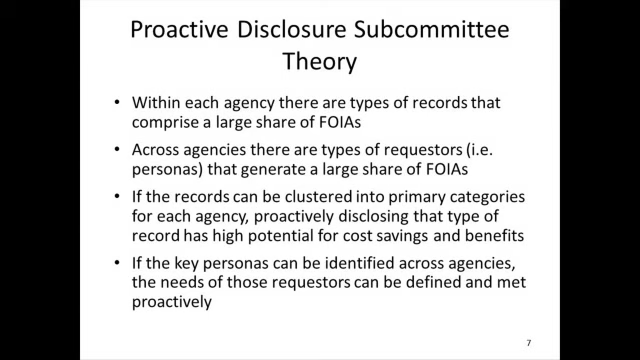 Proactive Disclosure Subcommittee
Theory
• Within each agency there are types of records that
comprise a large share of FOIAs
• Across agencies there are types of requestors (i.e.
personas) that generate a large share of FOIAs
• If the records can be clustered into primary categories
for each agency, proactively disclosing that type of
record has high potential for cost savings and benefits
• If the key personas can be identified across agencies,
the needs of those requestors can be defined and met
proactively
7